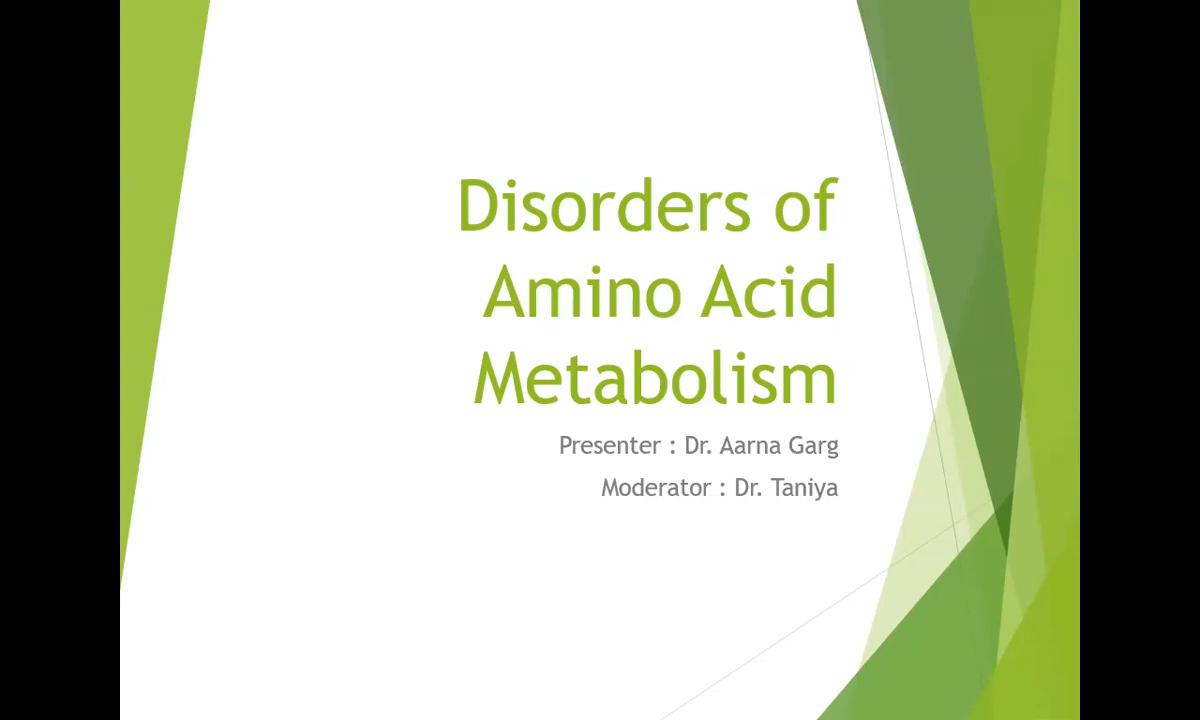 Disorders of
Amino Acid
Metabolism
Presenter : Dr. Aarna Garg
Moderator : Dr. Taniya